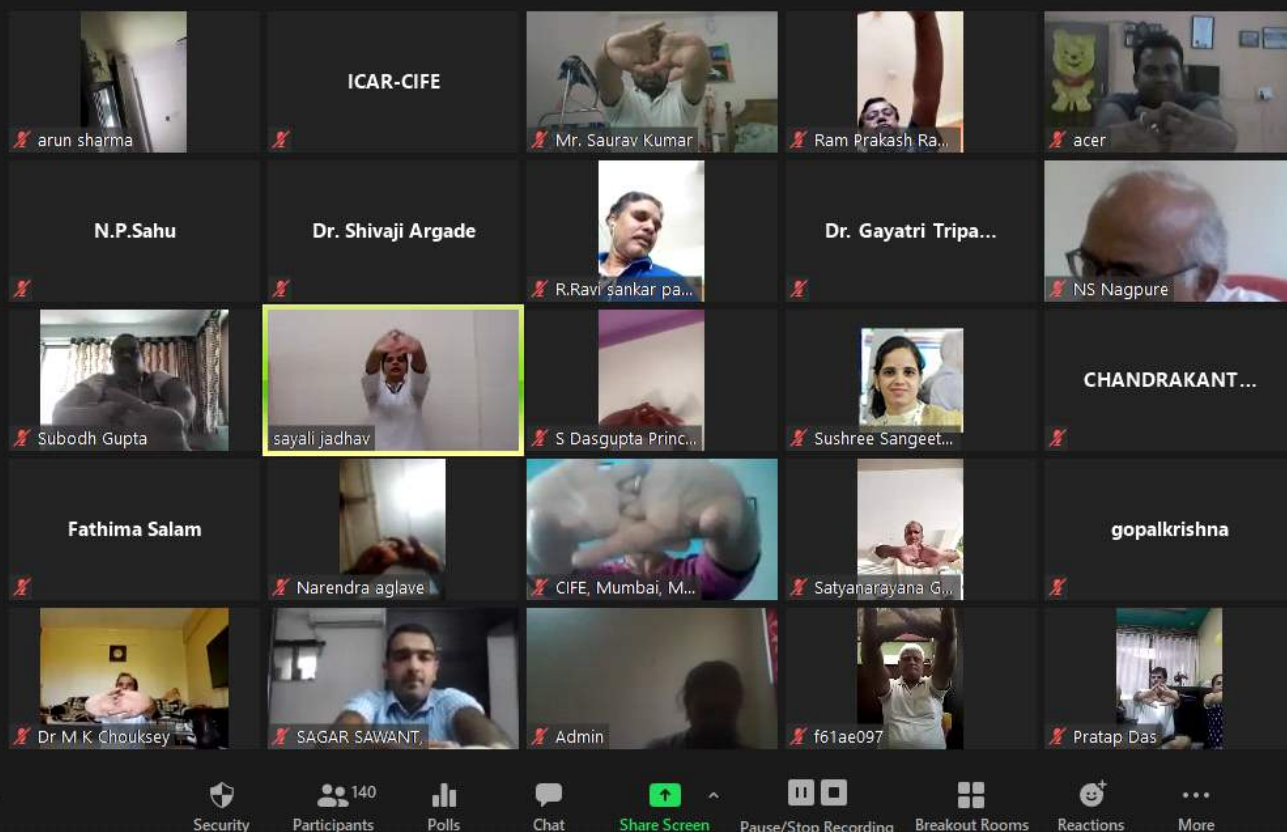 arun sharma
ICAR-CIFE
Mr. Saurav Kumar
Ram Prakash Ra...
acer
N.P.Sahu
Dr. Shivaji Argade
R.Ravi sankar pa...
Dr. Gayatri Tripa...
NS Nagpure
Subodh Gupta
sayali jadhav
S Dasgupta Princ...
Sushree Sangeet...
CHANDRAKANT...
Fathima Salam
Narendra aglave
CIFE, Mumbai, M...
Satyanarayana G...
gopalkrishna
Dr M K Chouksey
SAGAR SAWANT,
Admin
f61ae097
Pratap Das
140
Security
Participants
Polls
Chat
Share Screen
Pause/Stop Recording
Breakout Rooms
Reactions
More